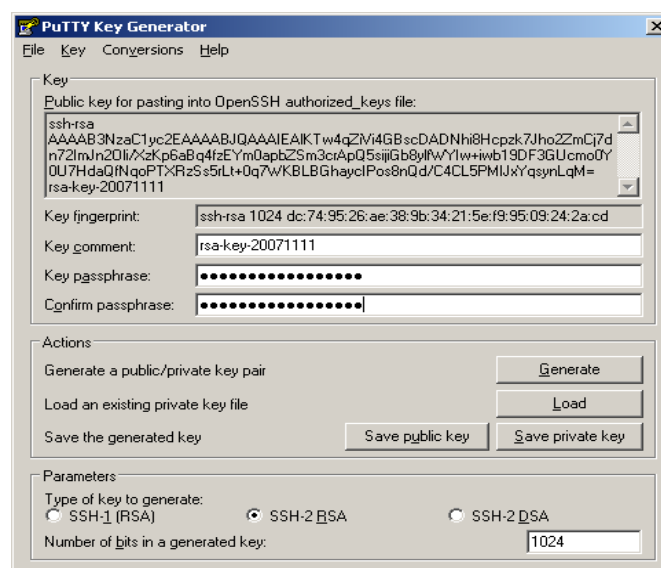 PuTTY Key Generator
File Key Conversions Help
Key
Public key for pasting into OpenSSH authorized_keys file:
ssh-rsa
AAAAB3NzaC1yc2EAAAABJQAAAIEAlKTw4qZiVi4GBscDADNhi8Hcpzk7Jho2ZmCj7d
n72ImJn2OIi/XzKp6aBq4fzEYm0apbZSm3crApQ5sijiGb8ylfWYIw+iwb19DF3GUcmo0Y
0U7HdaQfNqoPTXRzSs5rLt+0q7WKBLBGhaycIPos8nQd/C4CL5PMIJxYqsynLqM=
rsa-key-20071111
Key fingerprint: ssh-rsa 1024 dc:74:95:26:ae:38:9b:34:21:5e:f9:95:09:24:2a:cd
Key comment: rsa-key-20071111
Key passphrase: ●●●●●●●●●●●●●●●●●
Confirm passphrase: ●●●●●●●●●●●●●●●●●
Actions
Generate a public/private key pair Generate
Load an existing private key file Load
Save the generated key Save public key Save private key
Parameters
Type of key to generate:
SSH-1 (RSA) SSH-2 RSA SSH-2 DSA
Number of bits in a generated key: 1024